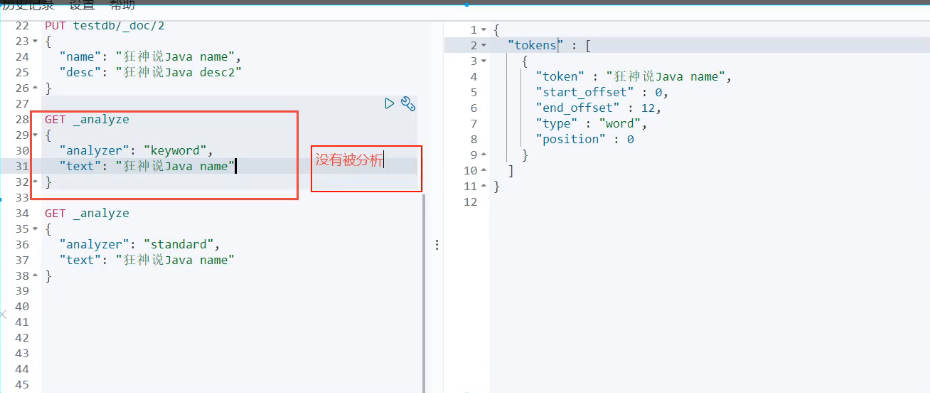 历史记录 设置 帮助
22 PUT testdb/_doc/2
23 {
24 "name": "狂神说Java name",
25 "desc": "狂神说Java desc2"
26 }
27
28 GET _analyze
29 {
30 "analyzer": "keyword",
31 "text": "狂神说Java name"
32 }
33
34 GET _analyze
35 {
36 "analyzer": "standard",
37 "text": "狂神说Java name"
38 }
39
40
41
42
43
44
45
没有被分析
1 {
2 "tokens" : [
3 {
4 "token" : "狂神说Java name",
5 "start_offset" : 0,
6 "end_offset" : 12,
7 "type" : "word",
8 "position" : 0
9 }
10 ]
11 }
12